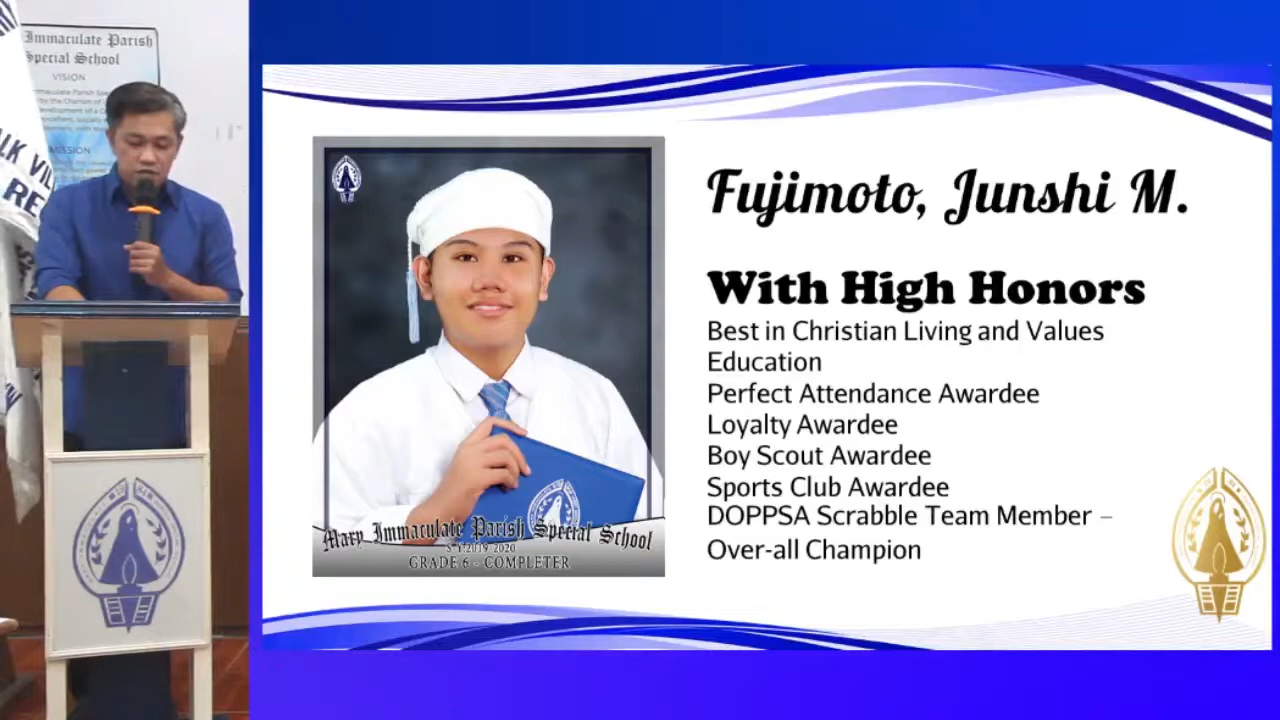 Immaculate Parish
Special School
VISION
MISSION
Fujimoto, Junshi M.
With High Honors
Best in Christian Living and Values
Education
Perfect Attendance Awardee
Loyalty Awardee
Boy Scout Awardee
Sports Club Awardee
DOPPSA Scrabble Team Member –
Over-all Champion
Mary Immaculate Parish Special School
S.Y. 2019-2020
GRADE 6 - COMPLETER